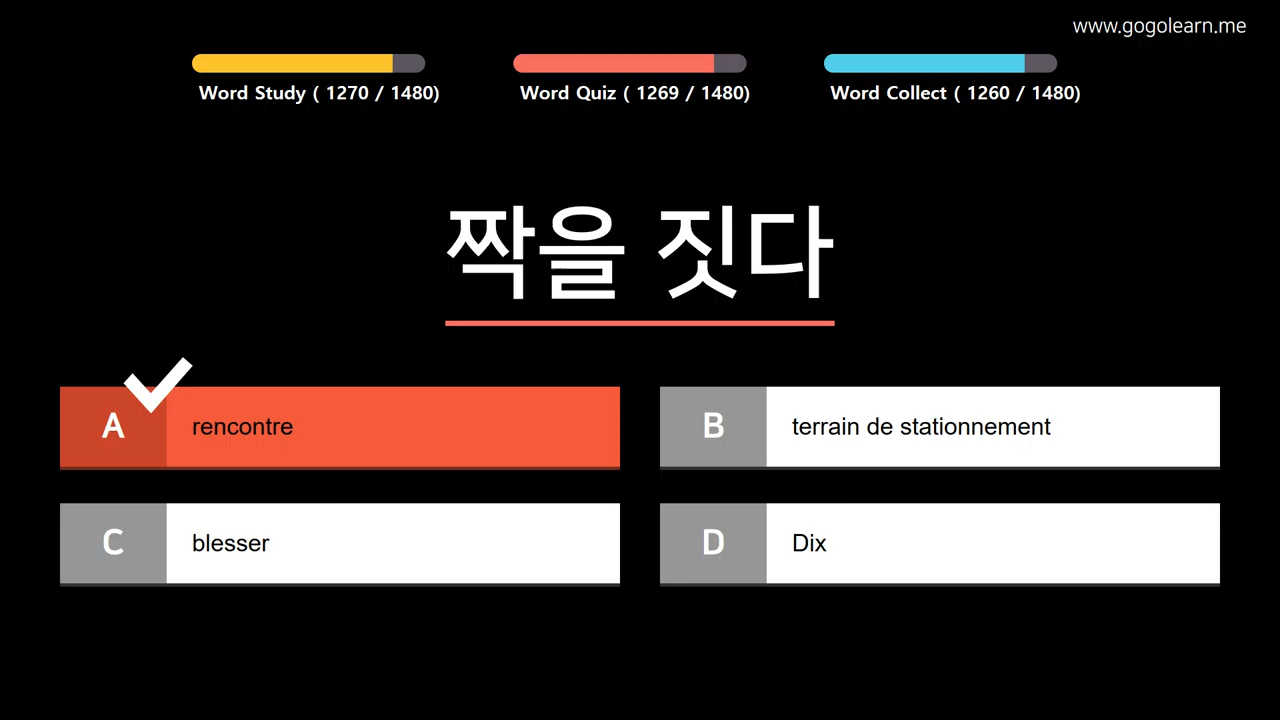 www.gogolearn.me
Word Study ( 1270 / 1480)
Word Quiz ( 1269 / 1480)
Word Collect ( 1260 / 1480)
짝을 짓다
A rencontre
B terrain de stationnement
C blesser
D Dix